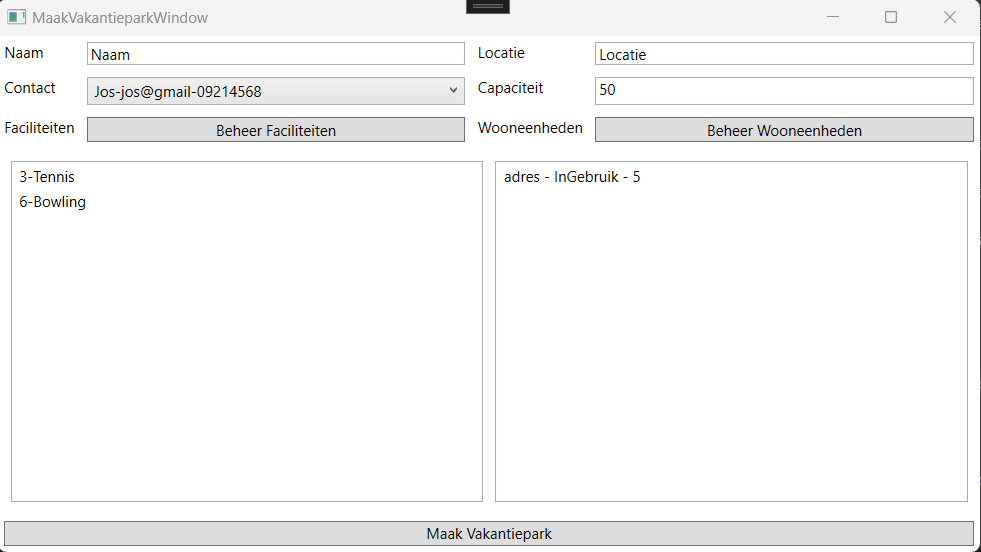 MaakVakantieparkWindow
Naam Naam Locatie Locatie
Contact Jos-jos@gmail-09214568 Capaciteit 50
Faciliteiten Beheer Faciliteiten Wooneenheden Beheer Wooneenheden
3-Tennis
6-Bowling
adres - InGebruik - 5
Maak Vakantiepark